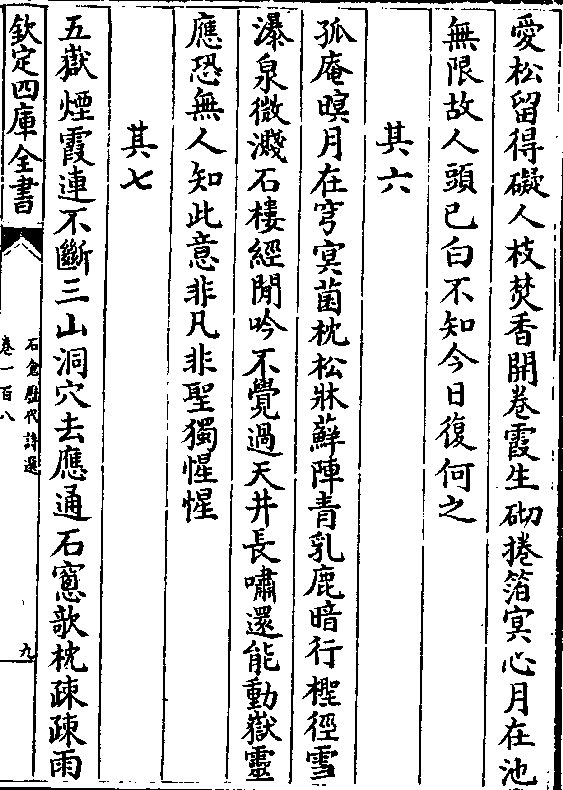 愛松留得礙人枝焚香開卷霞生砌捲箔冥心月在池
無限故人頭已白不知今日復何之
其六
孤庵暝月在穹冥菌枕松牀蘚陣青乳鹿暗行檉徑雪
瀑泉微濺石樓經閒吟不覺過天井長嘯還能動嶽靈
應恐無人知此意非凡非聖獨惺惺
其七
五嶽煙霞連不斷三山洞穴去應通石窻欹枕疎疎雨
欽定四庫全書
石倉歷代詩選
卷一百八
九